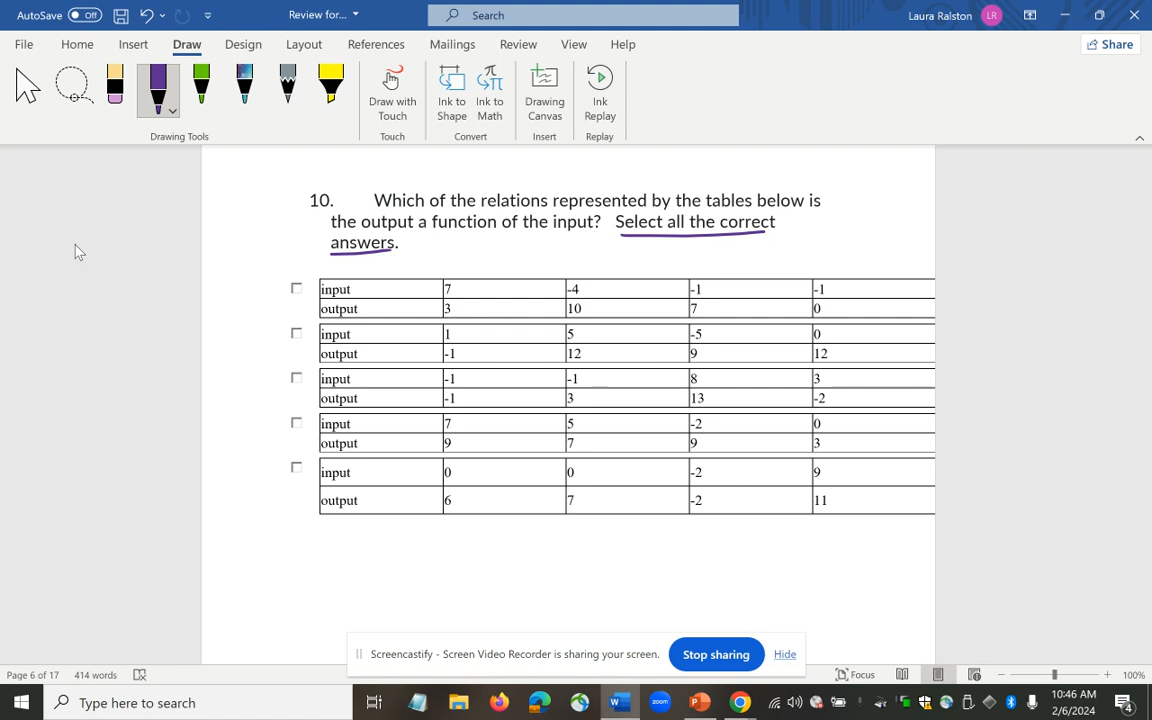 AutoSave Off Review for... Search Laura Ralston LR
File Home Insert Draw Design Layout References Mailings Review View Help Share
Draw with Touch
Ink to Shape
Ink to Math
Drawing Canvas
Ink Replay
Drawing Tools Touch Convert Insert Replay
10. Which of the relations represented by the tables below is
the output a function of the input? Select all the correct
answers.
input 7 -4 -1 -1
output 3 10 7 0
input 1 5 -5 0
output -1 12 9 12
input -1 -1 8 3
output -1 3 13 -2
input 7 5 -2 0
output 9 7 9 3
input 0 0 -2 9
output 6 7 -2 11
Screencastify - Screen Video Recorder is sharing your screen. Stop sharing Hide
Page 6 of 17 414 words Focus 100%
Type here to search zoom 10:46 AM
2/6/2024 4